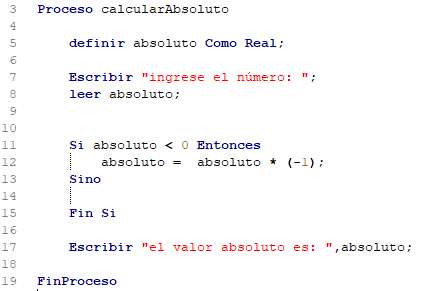 3 Proceso calcularAbsoluto
4
5 definir absoluto Como Real;
6
7 Escribir "ingrese el número: ";
8 leer absoluto;
9
10
11 Si absoluto < 0 Entonces
12 absoluto = absoluto * (-1);
13 Sino
14
15 Fin Si
16
17 Escribir "el valor absoluto es: ",absoluto;
18
19 FinProceso